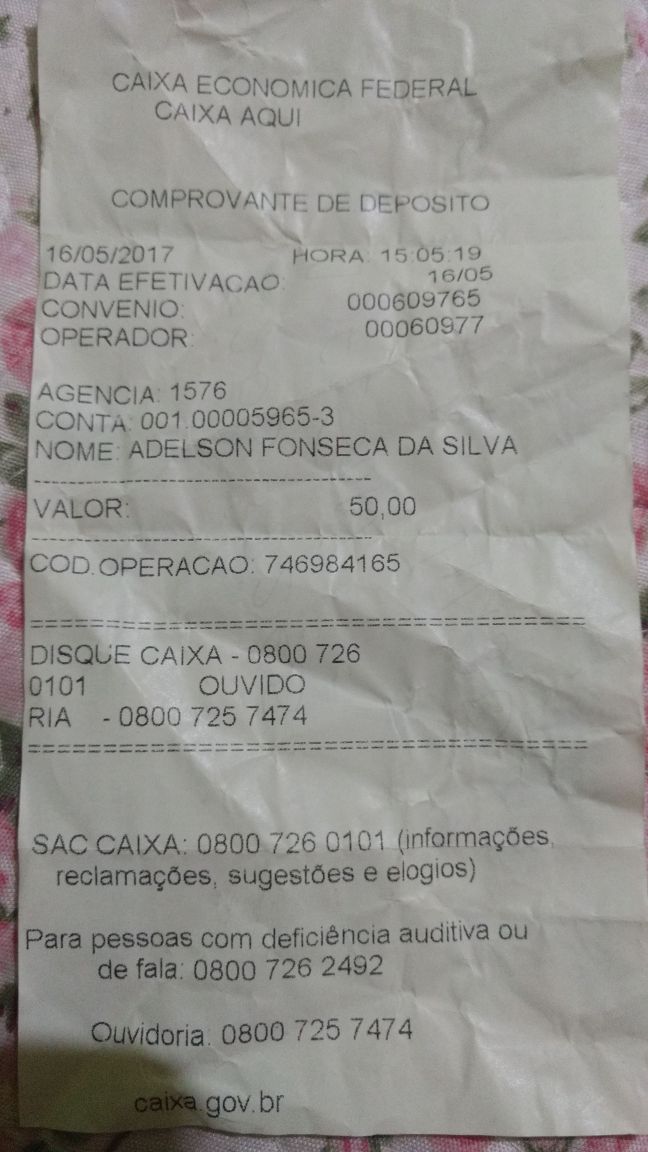 CAIXA ECONOMICA FEDERAL
CAIXA AQUI
COMPROVANTE DE DEPOSITO
16/05/2017 HORA: 15:05:19
DATA EFETIVACAO: 16/05
CONVENIO: 000609765
OPERADOR: 00060977
AGENCIA: 1576
CONTA: 001.00005965-3
NOME: ADELSON FONSECA DA SILVA
----------------------------------------
VALOR: 50,00
----------------------------------------
COD.OPERACAO: 746984165
======================================
DISQUE CAIXA - 0800 726
0101 OUVIDO
RIA - 0800 725 7474
======================================
SAC CAIXA: 0800 726 0101 (informações,
reclamações, sugestões e elogios)
Para pessoas com deficiência auditiva ou
de fala: 0800 726 2492
Ouvidoria: 0800 725 7474
caixa.gov.br